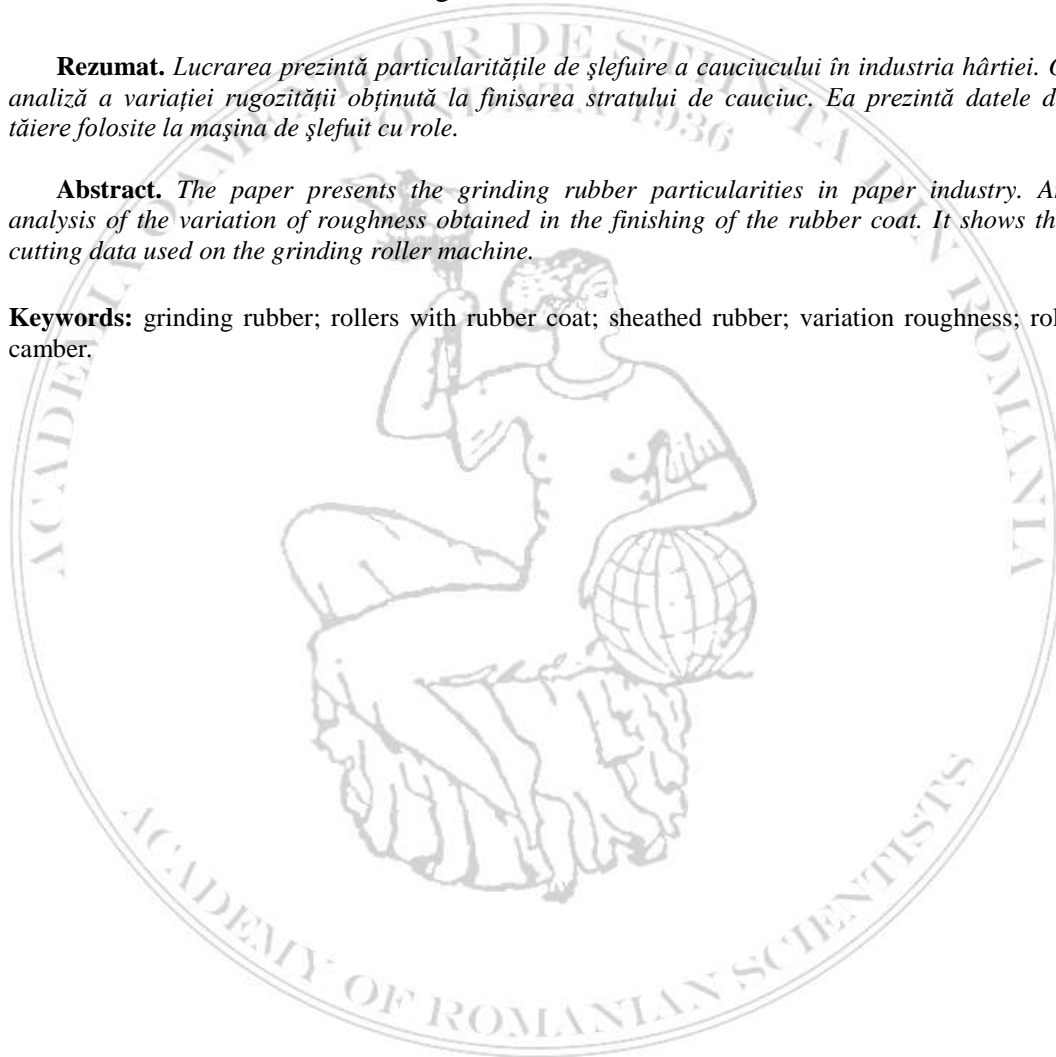 Rezumat. Lucrarea prezintă particularitățile de şlefuire a cauciucului în industria hârtiei.
analiză a variației rugozității obținută la finisarea stratului de cauciuc. Ea prezintă datele
tăiere folosite la maşina de şlefuit cu role.
Abstract. The paper presents the grinding rubber particularities in paper industry.
analysis of the variation of roughness obtained in the finishing of the rubber coat. It shows
cutting data used on the grinding roller machine.
Keywords: grinding rubber; rollers with rubber coat; sheathed rubber; variation roughness;
camber.
ACADEMIA OAMENILOR DE STIINTA DIN ROMANIA
FONDATA 1936
ACADEMY OF ROMANIAN SCIENTISTS